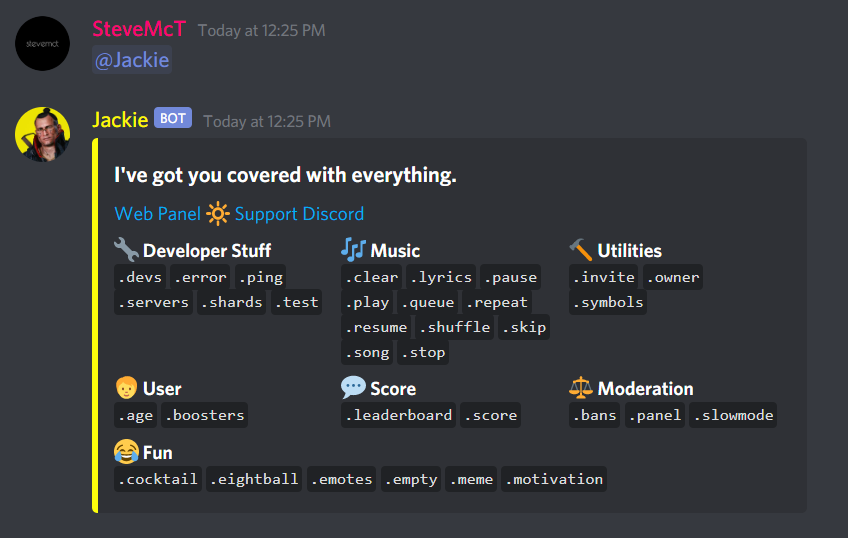 SteveMcT Today at 12:25 PM
stevemct
@Jackie
Jackie BOT Today at 12:25 PM
I've got you covered with everything.
Web Panel 🔆 Support Discord
🔧 Developer Stuff
.devs .error .ping
.servers .shards .test
🎶 Music
.clear .lyrics .pause
.play .queue .repeat
.resume .shuffle .skip
.song .stop
🔨 Utilities
.invite .owner
.symbols
🧑 User
.age .boosters
💬 Score
.leaderboard .score
⚖️ Moderation
.bans .panel .slowmode
😂 Fun
.cocktail .eightball .emotes .empty .meme .motivation